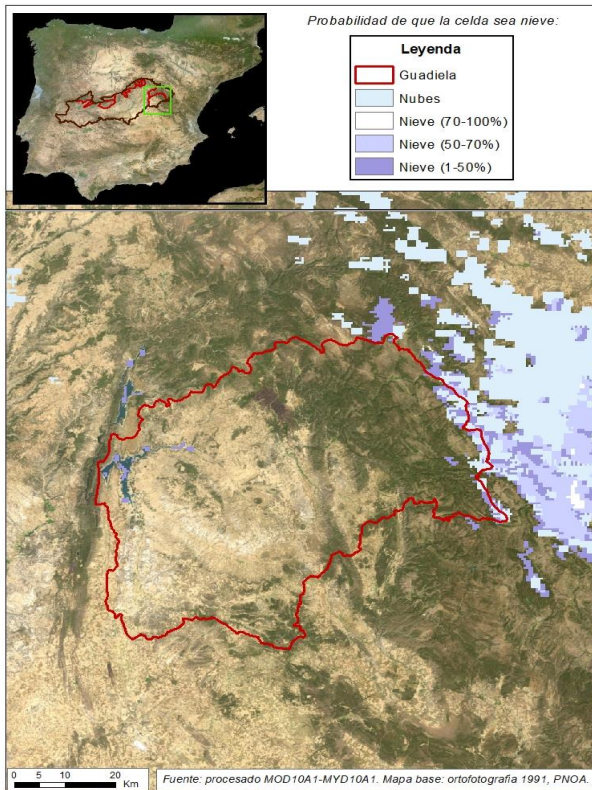 Probabilidad de que la celda sea nieve:
Leyenda
Guadiela
Nubes
Nieve (70-100%)
Nieve (50-70%)
Nieve (1-50%)
0 5 10 20
Km
Fuente: procesado MOD10A1-MYD10A1. Mapa base: ortofotografia 1991, PNOA.